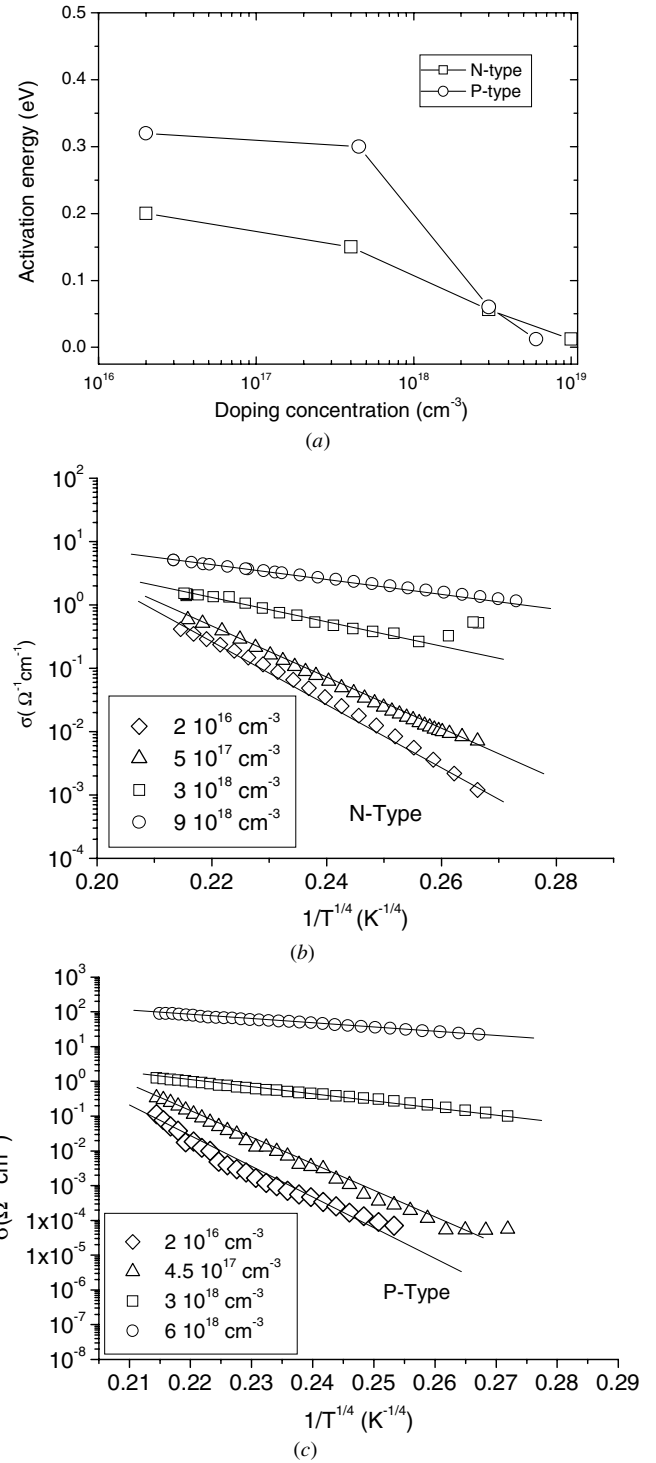 0.5
0.4
0.3
0.2
0.1
0.0
Activation energy (eV)
N-type
P-type
10^16
10^17
10^18
10^19
Doping concentration (cm^-3)
(a)
10^2
10^1
10^0
10^-1
10^-2
10^-3
10^-4
σ( Ω^-1cm^-1)
2 10^16 cm^-3
5 10^17 cm^-3
3 10^18 cm^-3
9 10^18 cm^-3
N-Type
0.20
0.22
0.24
0.26
0.28
1/T^1/4 (K^-1/4)
(b)
10^3
10^2
10^1
10^0
10^-1
10^-2
10^-3
1x10^-4
1x10^-5
10^-6
10^-7
10^-8
2 10^16 cm^-3
4.5 10^17 cm^-3
3 10^18 cm^-3
6 10^18 cm^-3
P-Type
0.21
0.22
0.23
0.24
0.25
0.26
0.27
0.28
0.29
1/T^1/4 (K^-1/4)
(c)